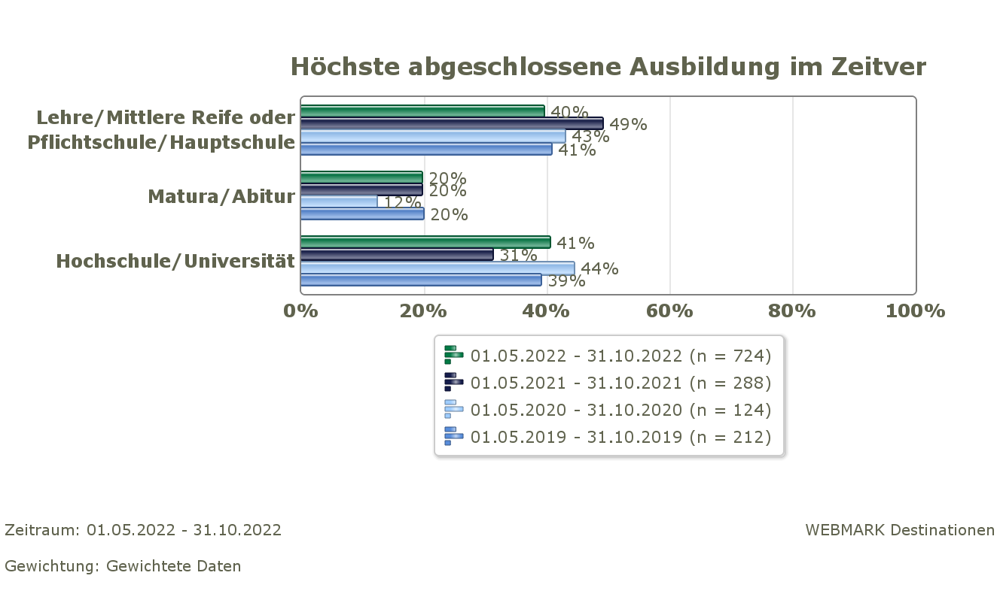 Höchste abgeschlossene Ausbildung im Zeitver
Lehre/Mittlere Reife oder
Pflichtschule/Hauptschule
40%
49%
43%
41%
Matura/Abitur
20%
20%
12%
20%
Hochschule/Universität
41%
31%
44%
39%
0% 20% 40% 60% 80% 100%
01.05.2022 - 31.10.2022 (n = 724)
01.05.2021 - 31.10.2021 (n = 288)
01.05.2020 - 31.10.2020 (n = 124)
01.05.2019 - 31.10.2019 (n = 212)
Zeitraum: 01.05.2022 - 31.10.2022
WEBMARK Destinationen
Gewichtung: Gewichtete Daten